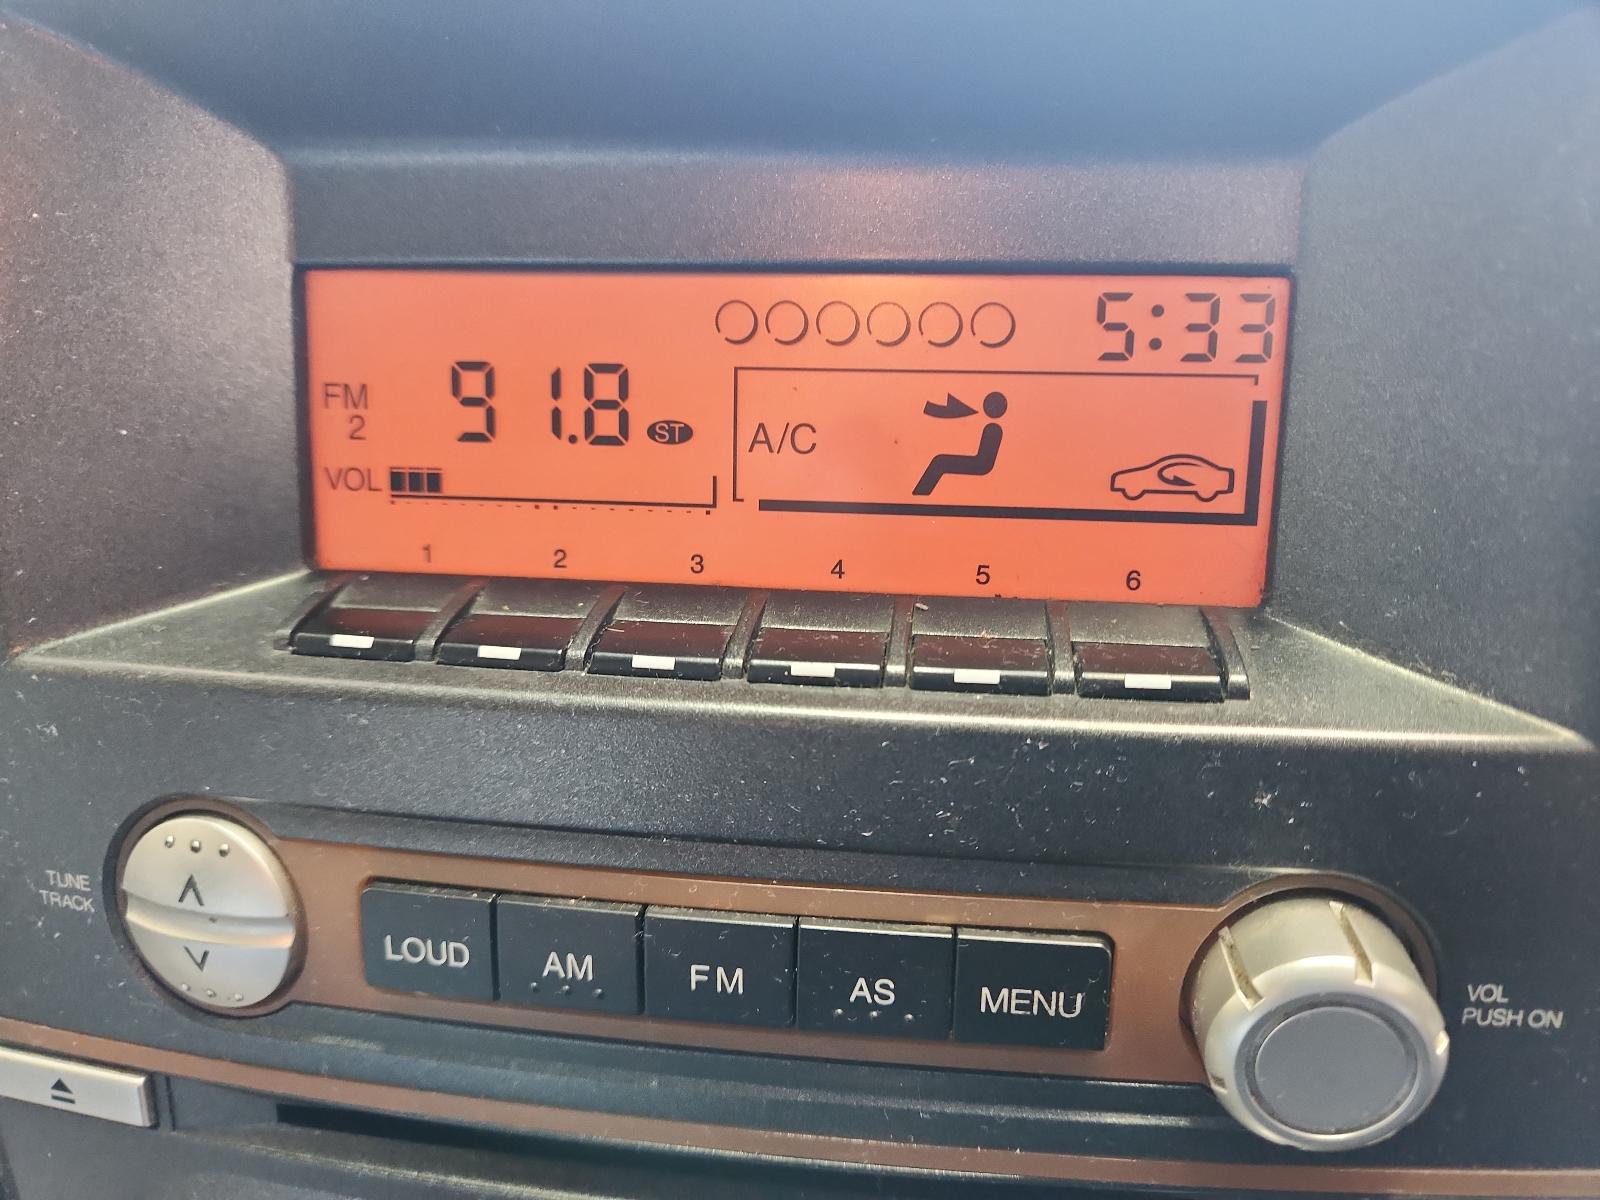 5:33
FM 91.8 ST
2
A/C
VOL
1 2 3 4 5 6
TUNE
TRACK
LOUD AM FM AS MENU
VOL
PUSH ON